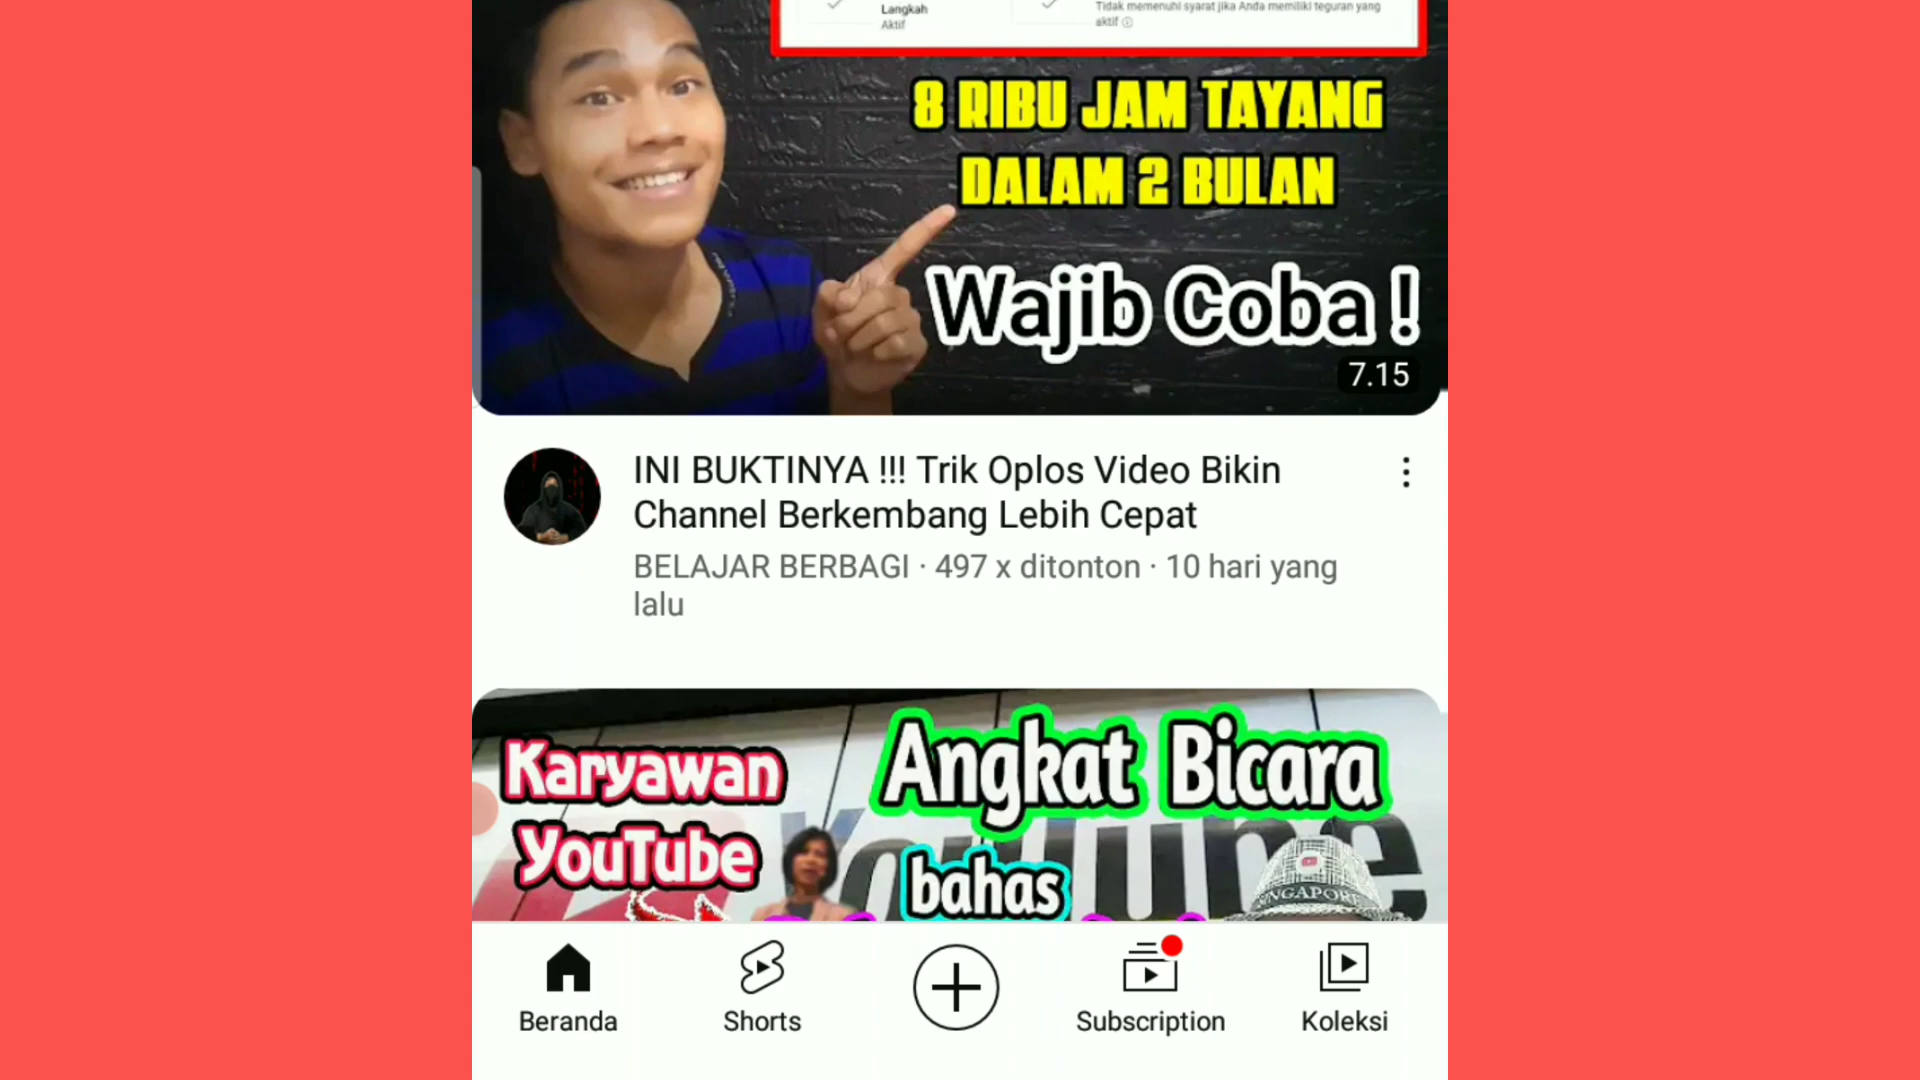 Langkah
Aktif
Tidak memenuhi syarat jika Anda memiliki teguran yang
aktif
8 RIBU JAM TAYANG
DALAM 2 BULAN
Wajib Coba !
7.15
INI BUKTINYA !!! Trik Oplos Video Bikin
Channel Berkembang Lebih Cepat
BELAJAR BERBAGI · 497 x ditonton · 10 hari yang
lalu
Karyawan
YouTube
Angkat Bicara
bahas
YouTube
SINGAPORE
Beranda
Shorts
Subscription
Koleksi